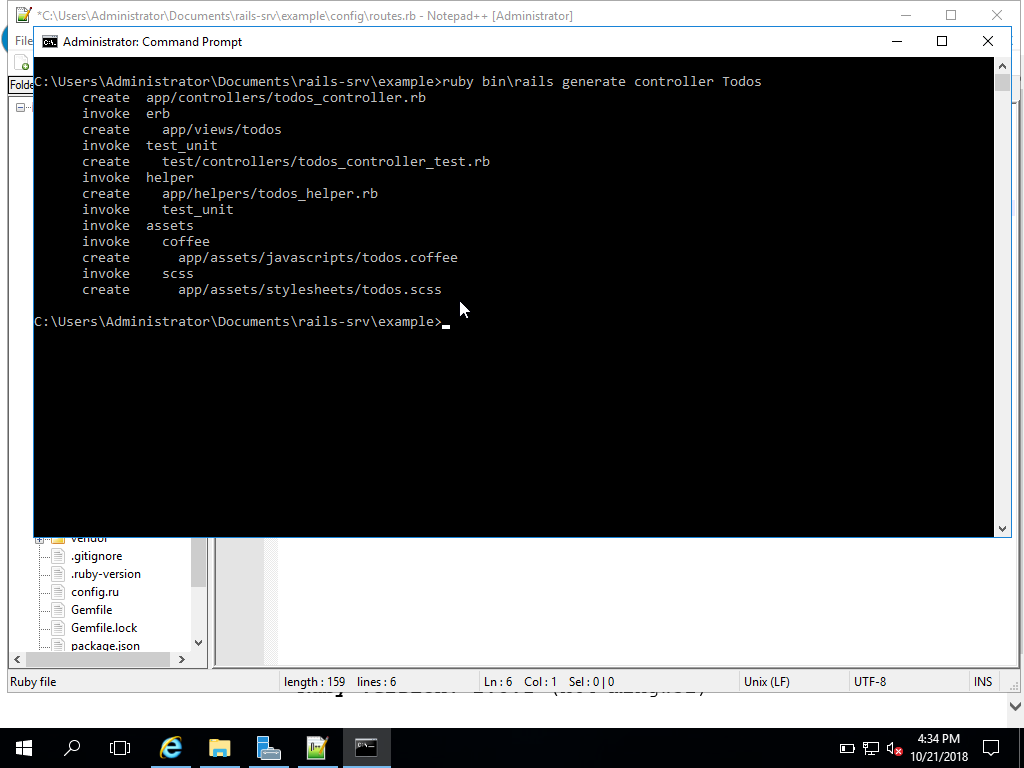 *C:\Users\Administrator\Documents\rails-srv\example\config\routes.rb - Notepad++ [Administrator]
File
Administrator: Command Prompt
Folde
C:\Users\Administrator\Documents\rails-srv\example>ruby bin\rails generate controller Todos
create app/controllers/todos_controller.rb
invoke erb
create app/views/todos
invoke test_unit
create test/controllers/todos_controller_test.rb
invoke helper
create app/helpers/todos_helper.rb
invoke test_unit
invoke assets
invoke coffee
create app/assets/javascripts/todos.coffee
invoke scss
create app/assets/stylesheets/todos.scss
C:\Users\Administrator\Documents\rails-srv\example>
vendor
.gitignore
.ruby-version
config.ru
Gemfile
Gemfile.lock
package.json
Ruby file length : 159 lines : 6 Ln : 6 Col : 1 Sel : 0 | 0 Unix (LF) UTF-8 INS
4:34 PM
10/21/2018